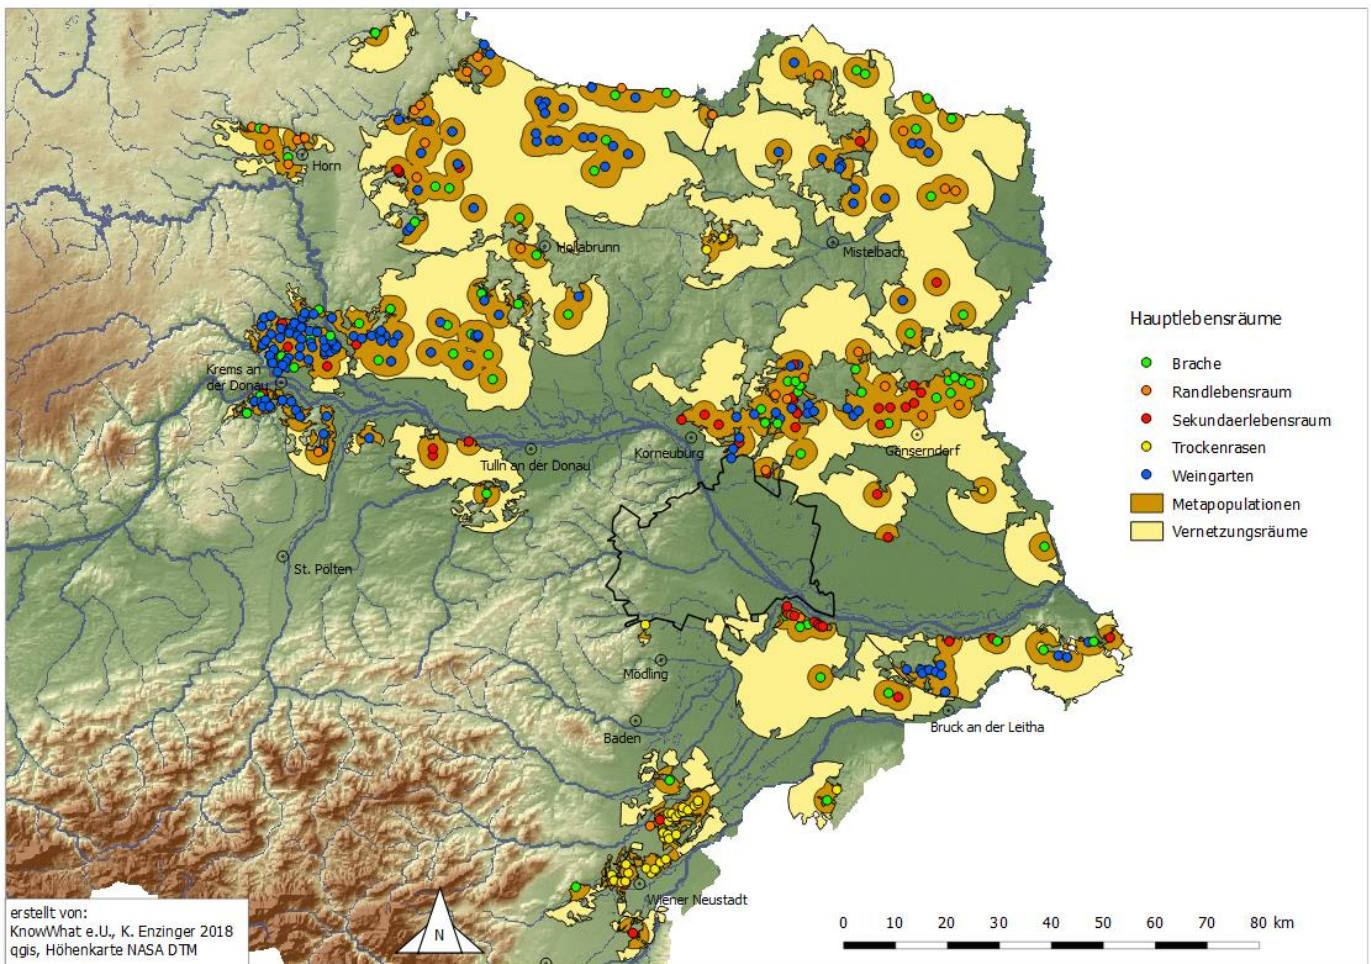 Horn
Hollabrunn
Mistelbach
Krems an
der Donau
Tulln an der Donau
Korneuburg
Gänserndorf
St. Pölten
Mödling
Baden
Bruck an der Leitha
Wiener Neustadt
Hauptlebensräume
Brache
Randlebensraum
Sekundaerlebensraum
Trockenrasen
Weingarten
Metapopulationen
Vernetzungsräume
erstellt von:
KnowWhat e.U., K. Enzinger 2018
qgis, Höhenkarte NASA DTM
N
0 10 20 30 40 50 60 70 80 km